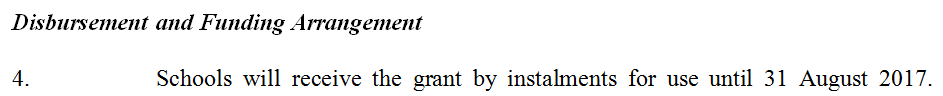 Disbursement and Funding Arrangement
4. Schools will receive the grant by instalments for use until 31 August 2017.